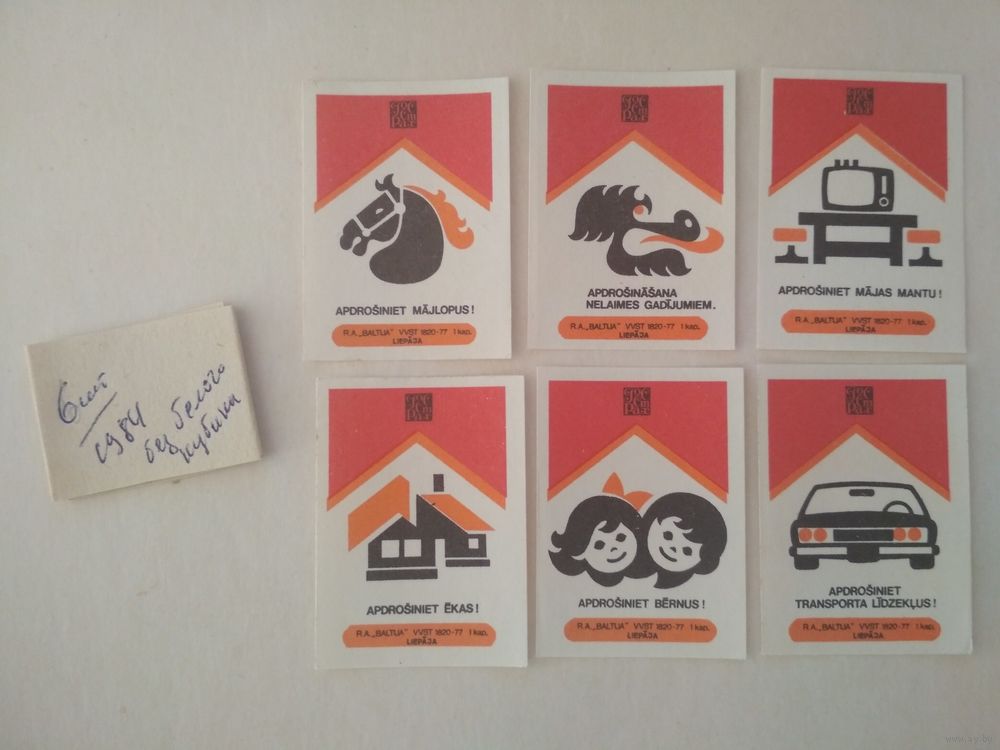 6 шт
1984
без белого
кубика
APDROŠINIET MĀJLOPUS!
R.A. „BALTIJA” VVST 1820-77 1 kap.
LIEPĀJA
APDROŠINĀŠANA
NELAIMES GADĪJUMIEM.
R.A. „BALTIJA” VVST 1820-77 1 kap.
LIEPĀJA
APDROŠINIET MĀJAS MANTU!
R.A. „BALTIJA” VVST 1820-77 1 kap.
LIEPĀJA
APDROŠINIET ĒKAS!
R.A. „BALTIJA” VVST 1820-77 1 kap.
LIEPĀJA
APDROŠINIET BĒRNUS!
R.A. „BALTIJA” VVST 1820-77 1 kap.
LIEPĀJA
APDROŠINIET
TRANSPORTA LĪDZEKĻUS!
R.A. „BALTIJA” VVST 1820-77 1 kap.
LIEPĀJA
www.ay.by